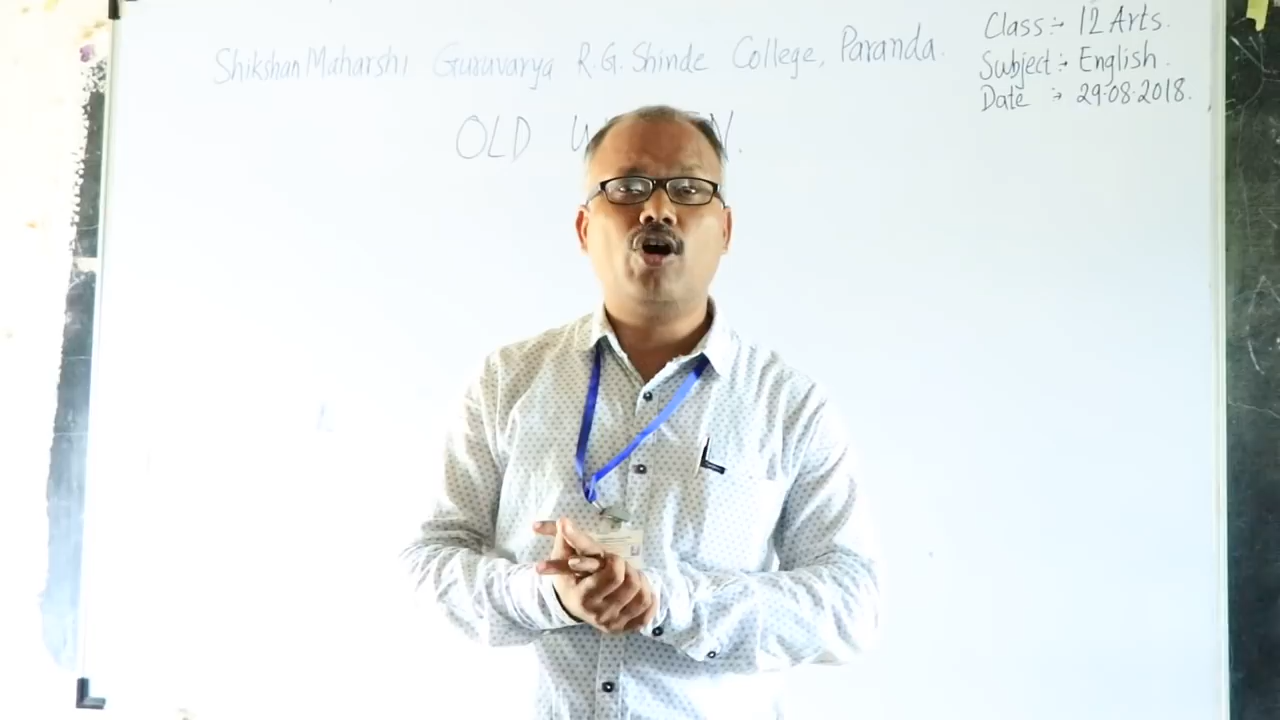 Shikshan Maharshi Guruvarya R.G. Shinde College, Paranda.
Class :- 12 Arts.
Subject :- English.
Date :- 29.08.2018.
OLD